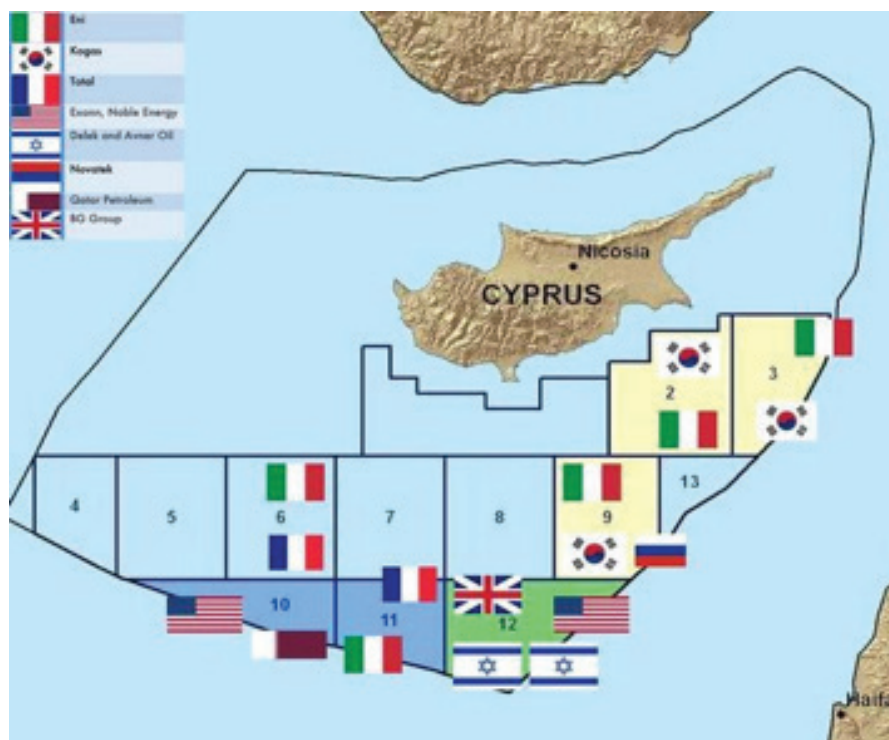 Eni
Kogas
Total
Exonn, Noble Energy
Delek and Avner Oil
Novatek
Qatar Petroleum
BG Group
Nicosia
CYPRUS
2
3
4
5
6
7
8
9
13
10
11
12
Haifa